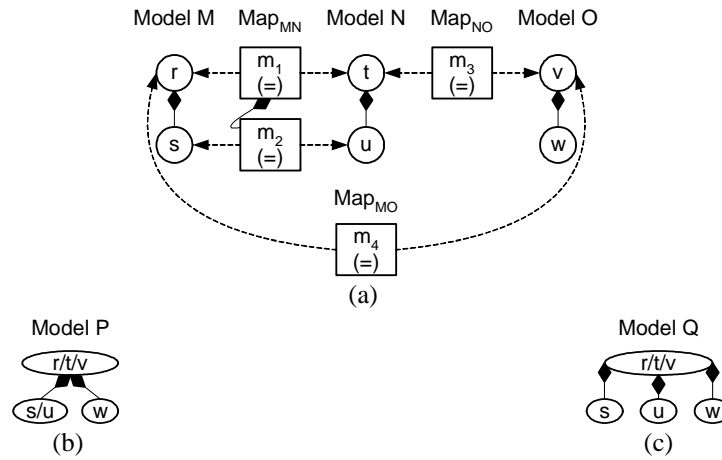 Model M Map_MN Model N Map_NO Model O
r m_1 (=) t m_3 (=) v
s m_2 (=) u w
Map_MO
m_4
(=)
(a)
Model P Model Q
r/t/v r/t/v
s/u w s u w
(b) (c)